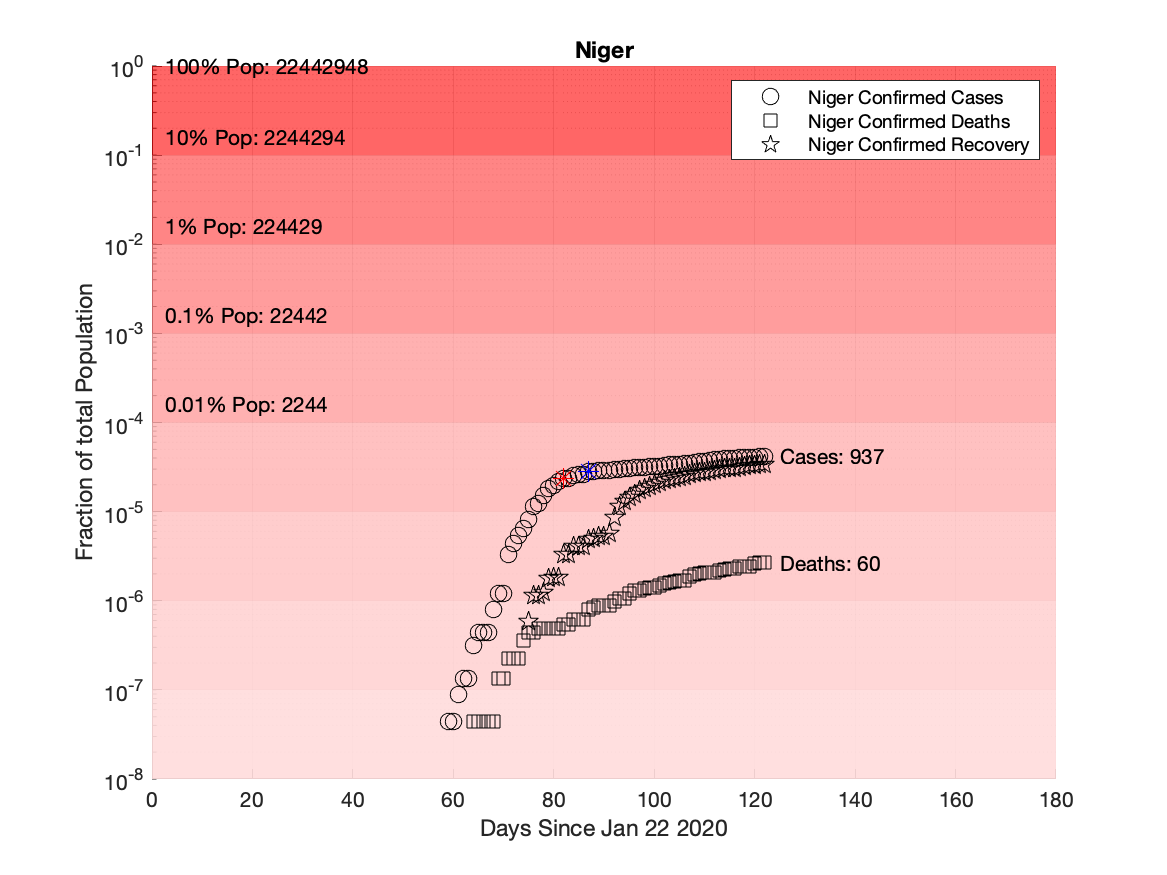 Niger
10^0
10^-1
10^-2
10^-3
10^-4
10^-5
10^-6
10^-7
10^-8
Fraction of total Population
100% Pop: 22442948
10% Pop: 2244294
1% Pop: 224429
0.1% Pop: 22442
0.01% Pop: 2244
Niger Confirmed Cases
Niger Confirmed Deaths
Niger Confirmed Recovery
Cases: 937
Deaths: 60
0 20 40 60 80 100 120 140 160 180
Days Since Jan 22 2020